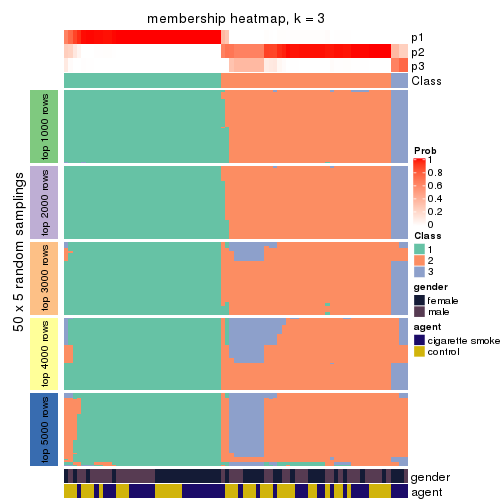 membership heatmap, k = 3
p1
p2
p3
Class
50 x 5 random samplings
top 1000 rows
top 2000 rows
top 3000 rows
top 4000 rows
top 5000 rows
Prob
1
0.8
0.6
0.4
0.2
0
Class
1
2
3
gender
female
male
agent
cigarette smoke
control
gender
agent